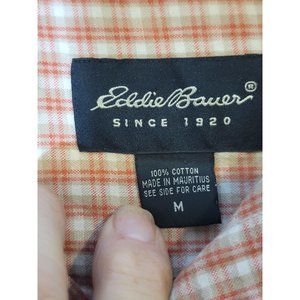 Eddie Bauer®
SINCE 1920
100% COTTON
MADE IN MAURITIUS
SEE SIDE FOR CARE
M